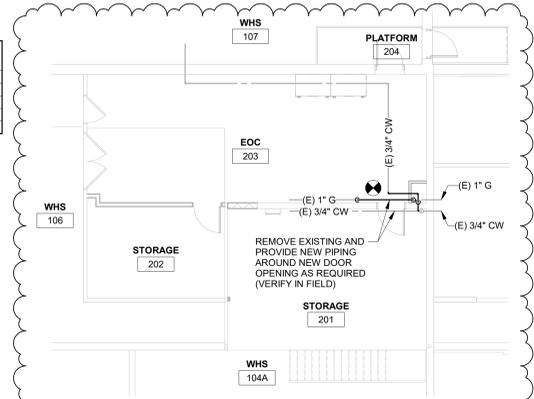 WHS
107
PLATFORM
204
(E) 3/4" CW
EOC
203
(E) 1" G
(E) 1" G
(E) 3/4" CW
(E) 3/4" CW
WHS
106
STORAGE
202
REMOVE EXISTING AND
PROVIDE NEW PIPING
AROUND NEW DOOR
OPENING AS REQUIRED
(VERIFY IN FIELD)
STORAGE
201
WHS
104A